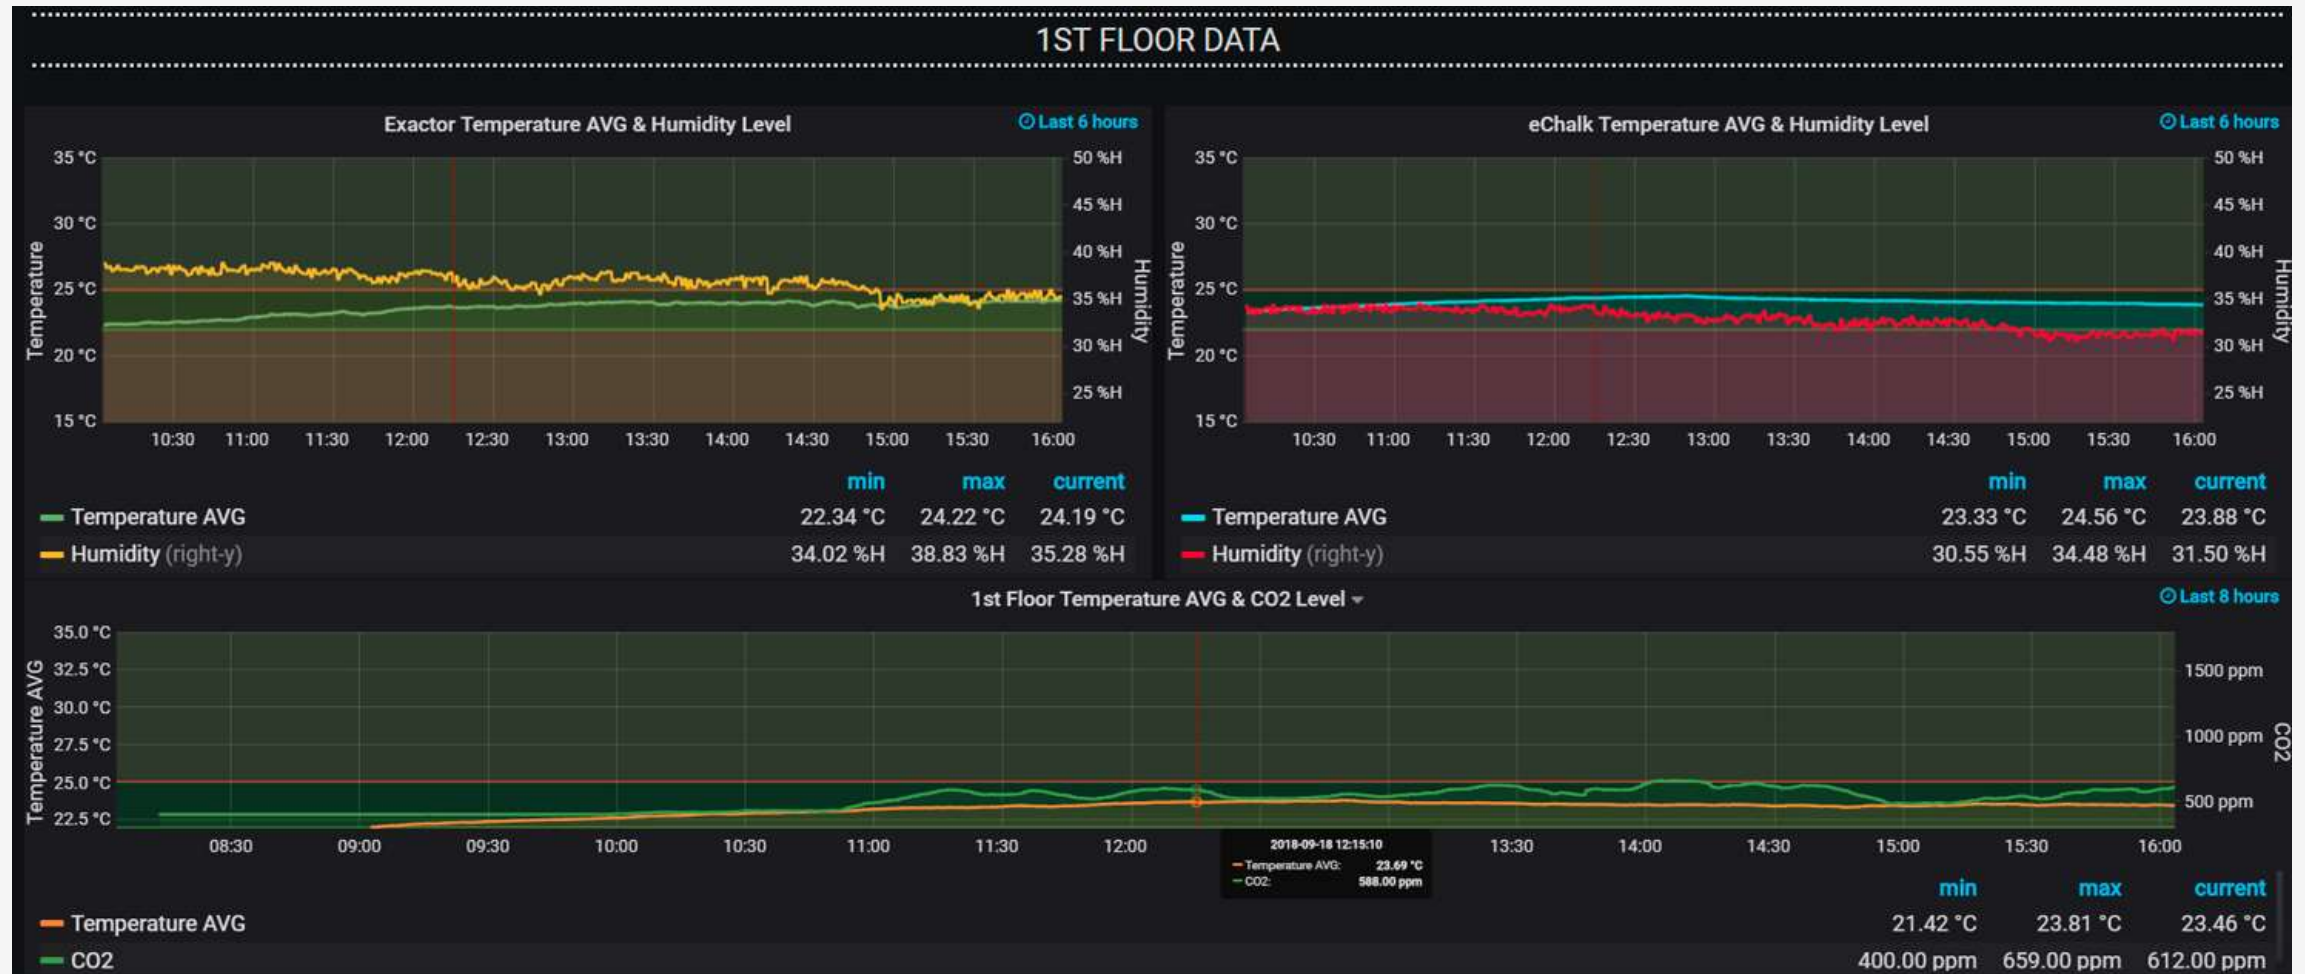 1ST FLOOR DATA
Exactor Temperature AVG & Humidity Level
Last 6 hours
35 °C
30 °C
25 °C
20 °C
15 °C
Temperature
50 %H
45 %H
40 %H
35 %H
30 %H
25 %H
Humidity
10:30 11:00 11:30 12:00 12:30 13:00 13:30 14:00 14:30 15:00 15:30 16:00
min max current
Temperature AVG 22.34 °C 24.22 °C 24.19 °C
Humidity (right-y) 34.02 %H 38.83 %H 35.28 %H
eChalk Temperature AVG & Humidity Level
Last 6 hours
35 °C
30 °C
25 °C
20 °C
15 °C
Temperature
50 %H
45 %H
40 %H
35 %H
30 %H
25 %H
Humidity
10:30 11:00 11:30 12:00 12:30 13:00 13:30 14:00 14:30 15:00 15:30 16:00
min max current
Temperature AVG 23.33 °C 24.56 °C 23.88 °C
Humidity (right-y) 30.55 %H 34.48 %H 31.50 %H
1st Floor Temperature AVG & CO2 Level
Last 8 hours
35.0 °C
32.5 °C
30.0 °C
27.5 °C
25.0 °C
22.5 °C
Temperature AVG
1500 ppm
1000 ppm
500 ppm
CO2
08:30 09:00 09:30 10:00 10:30 11:00 11:30 12:00 13:30 14:00 14:30 15:00 15:30 16:00
2018-09-18 12:15:10
Temperature AVG: 23.69 °C
CO2: 588.00 ppm
min max current
Temperature AVG 21.42 °C 23.81 °C 23.46 °C
CO2 400.00 ppm 659.00 ppm 612.00 ppm